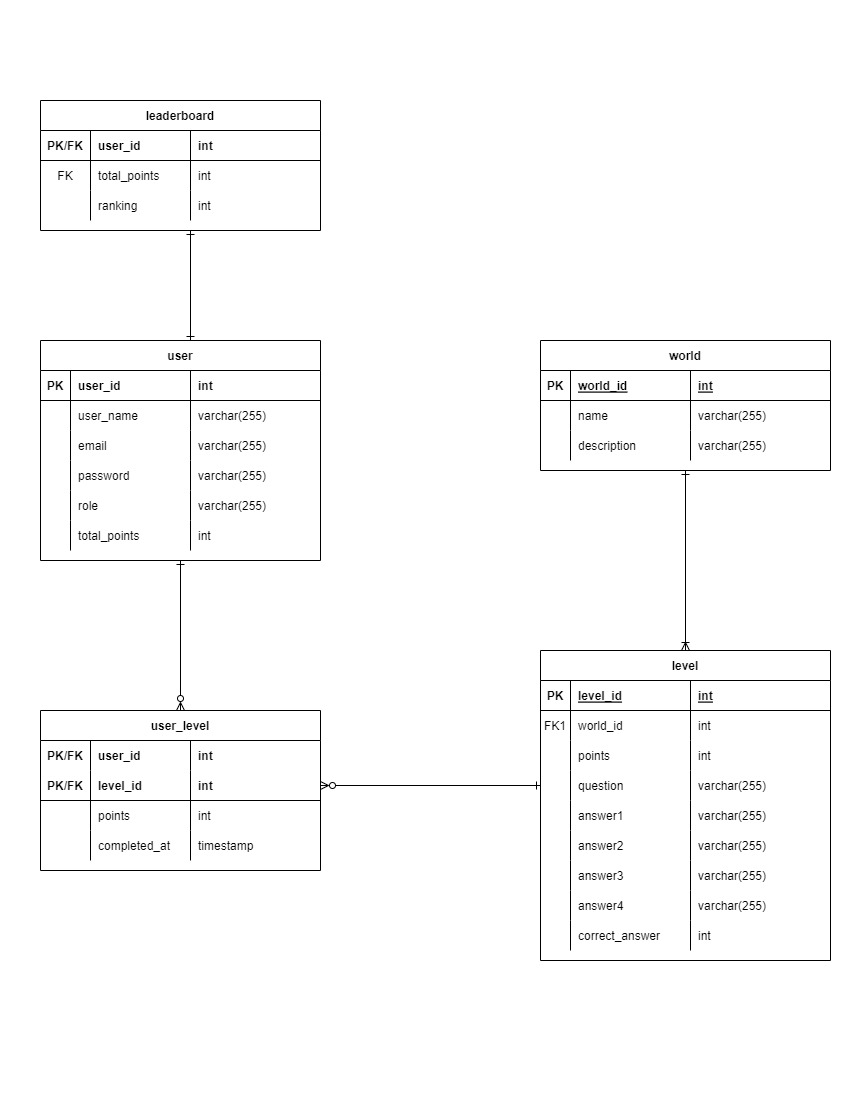 leaderboard
PK/FK user_id int
FK total_points int
ranking int
user
PK user_id int
user_name varchar(255)
email varchar(255)
password varchar(255)
role varchar(255)
total_points int
world
PK world_id int
name varchar(255)
description varchar(255)
user_level
PK/FK user_id int
PK/FK level_id int
points int
completed_at timestamp
level
PK level_id int
FK1 world_id int
points int
question varchar(255)
answer1 varchar(255)
answer2 varchar(255)
answer3 varchar(255)
answer4 varchar(255)
correct_answer int